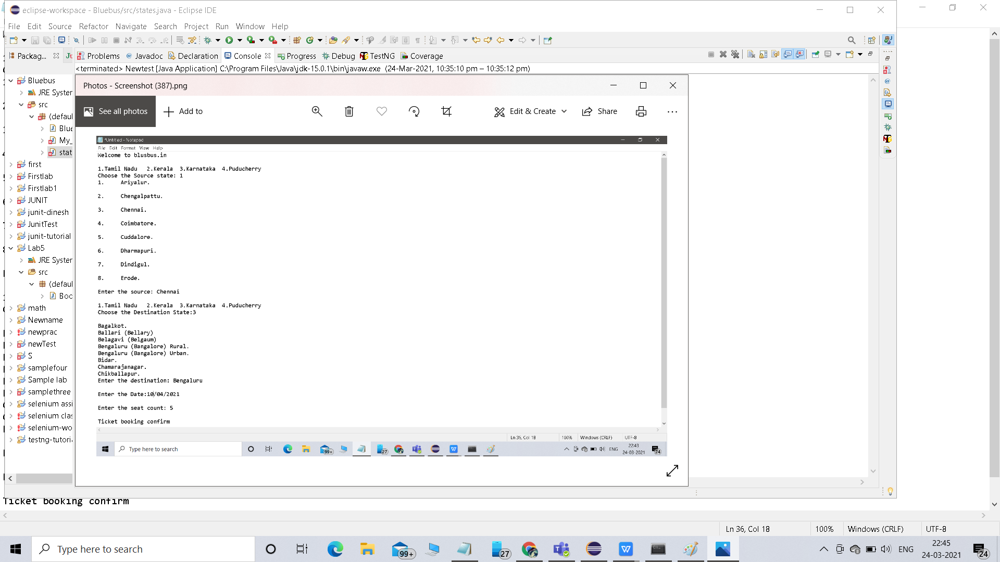 eclipse-workspace - Bluebus/src/states.java - Eclipse IDE
File Edit Source Refactor Navigate Search Project Run Window Help
Packag... Ju Problems @ Javadoc Declaration Console Progress Debug TestNG Coverage
<terminated> Newtest [Java Application] C:\Program Files\Java\jdk-15.0.1\bin\javaw.exe (24-Mar-2021, 10:35:10 pm – 10:35:12 pm)
Bluebus
JRE Syster
src
(defaul
Blue
My_
stat
first
Firstlab
Firstlab1
JUNIT
junit-dinesh
JunitTest
junit-tutorial
Lab5
JRE Syster
src
(defaul
Boo
math
Newname
newprac
newTest
S
samplefour
Sample lab
samplethree
selenium assi
selenium clas
selenium-wo
testng-tutoria
Photos - Screenshot (387).png
See all photos Add to Edit & Create Share
*Untitled - Notepad
File Edit Format View Help
Welcome to blusbus.in
1.Tamil Nadu 2.Kerala 3.Karnataka 4.Puducherry
Choose the Source state: 1
1. Ariyalur.
2. Chengalpattu.
3. Chennai.
4. Coimbatore.
5. Cuddalore.
6. Dharmapuri.
7. Dindigul.
8. Erode.
Enter the source: Chennai
1.Tamil Nadu 2.Kerala 3.Karnataka 4.Puducherry
Choose the Destination State:3
Bagalkot.
Ballari (Bellary)
Belagavi (Belgaum)
Bengaluru (Bangalore) Rural.
Bengaluru (Bangalore) Urban.
Bidar.
Chamarajanagar.
Chikballapur.
Enter the destination: Bengaluru
Enter the Date:10/04/2021
Enter the seat count: 5
Ticket booking confirm
Ln 36, Col 18 100% Windows (CRLF) UTF-8
Type here to search 99+ 27 ENG 22:43
24-03-2021 24
Ticket booking confirm
Ln 36, Col 18 100% Windows (CRLF) UTF-8
Type here to search 99+ 27 ENG 22:45
24-03-2021 24